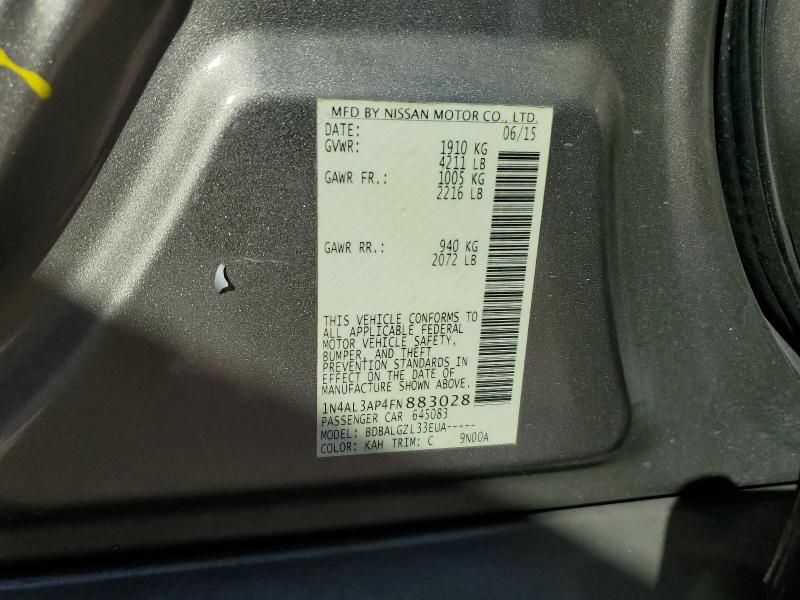 MFD BY NISSAN MOTOR CO., LTD.
DATE: 06/15
GVWR: 1910 KG
4211 LB
GAWR FR.: 1005 KG
2216 LB
GAWR RR.: 940 KG
2072 LB
THIS VEHICLE CONFORMS TO
ALL APPLICABLE FEDERAL
MOTOR VEHICLE SAFETY,
BUMPER, AND THEFT
PREVENTION STANDARDS IN
EFFECT ON THE DATE OF
MANUFACTURE SHOWN ABOVE.
1N4AL3AP4FN883028
PASSENGER CAR 645083
MODEL: BDBALGZL33EUA-----
COLOR: KAH TRIM: C 9N00A